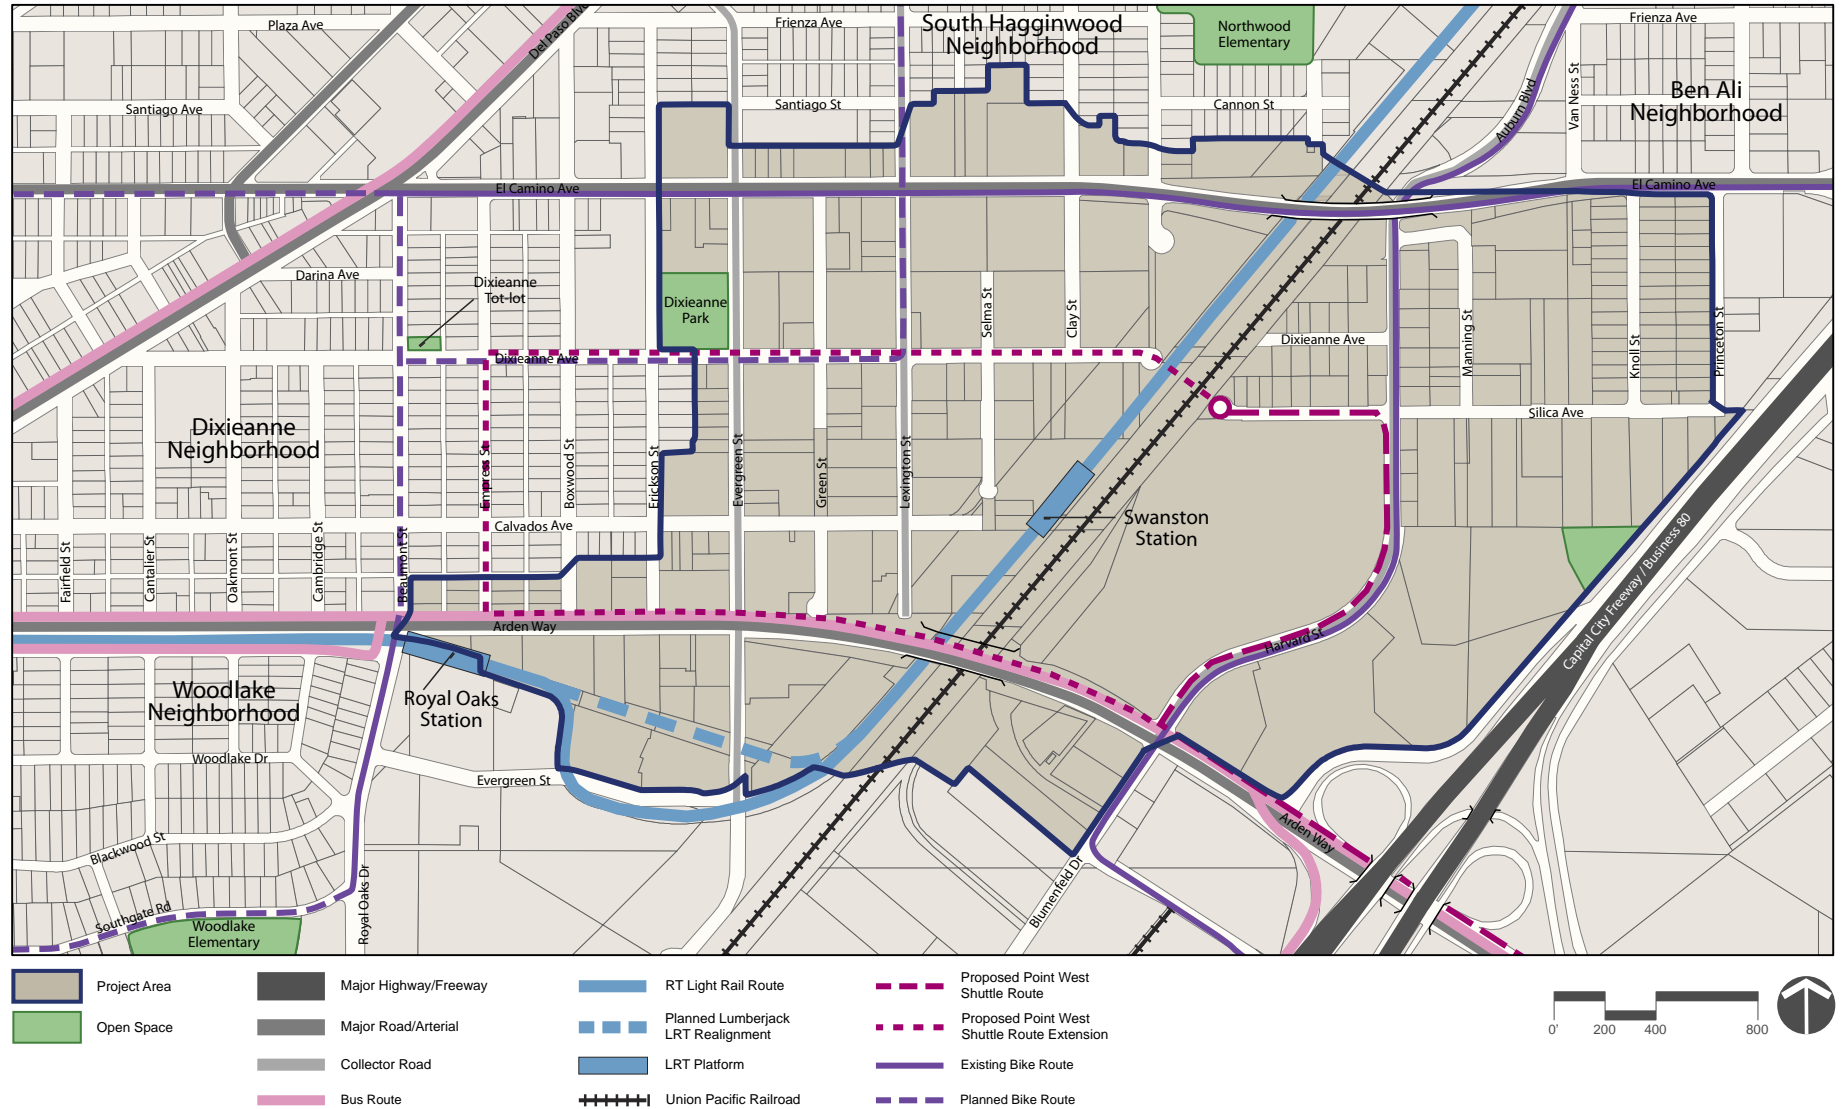 Plaza Ave
Del Paso Blvd
Frienza Ave
South Hagginwood
Neighborhood
Northwood
Elementary
Frienza Ave
Santiago Ave
Santiago St
Cannon St
Auburn Blvd
Van Ness St
Ben Ali
Neighborhood
El Camino Ave
El Camino Ave
Darina Ave
Dixieanne
Tot-lot
Dixieanne
Park
Selma St
Clay St
Dixieanne Ave
Manning St
Knoll St
Princeton St
Dixieanne Ave
Silica Ave
Dixieanne
Neighborhood
Empress St
Boxwood St
Erickson St
Evergreen St
Green St
Lexington St
Calvados Ave
Swanston
Station
Fairfield St
Cantalier St
Oakmont St
Cambridge St
Beaumont St
Capital City Freeway / Business 80
Arden Way
Harvard St
Woodlake
Neighborhood
Royal Oaks
Station
Woodlake Dr
Evergreen St
Arden Way
Blackwood St
Royal Oaks Dr
Blumenfeld Dr
Southgate Rd
Woodlake
Elementary
Project Area
Open Space
Major Highway/Freeway
Major Road/Arterial
Collector Road
Bus Route
RT Light Rail Route
Planned Lumberjack
LRT Realignment
LRT Platform
Union Pacific Railroad
Proposed Point West
Shuttle Route
Proposed Point West
Shuttle Route Extension
Existing Bike Route
Planned Bike Route
0' 200 400 800